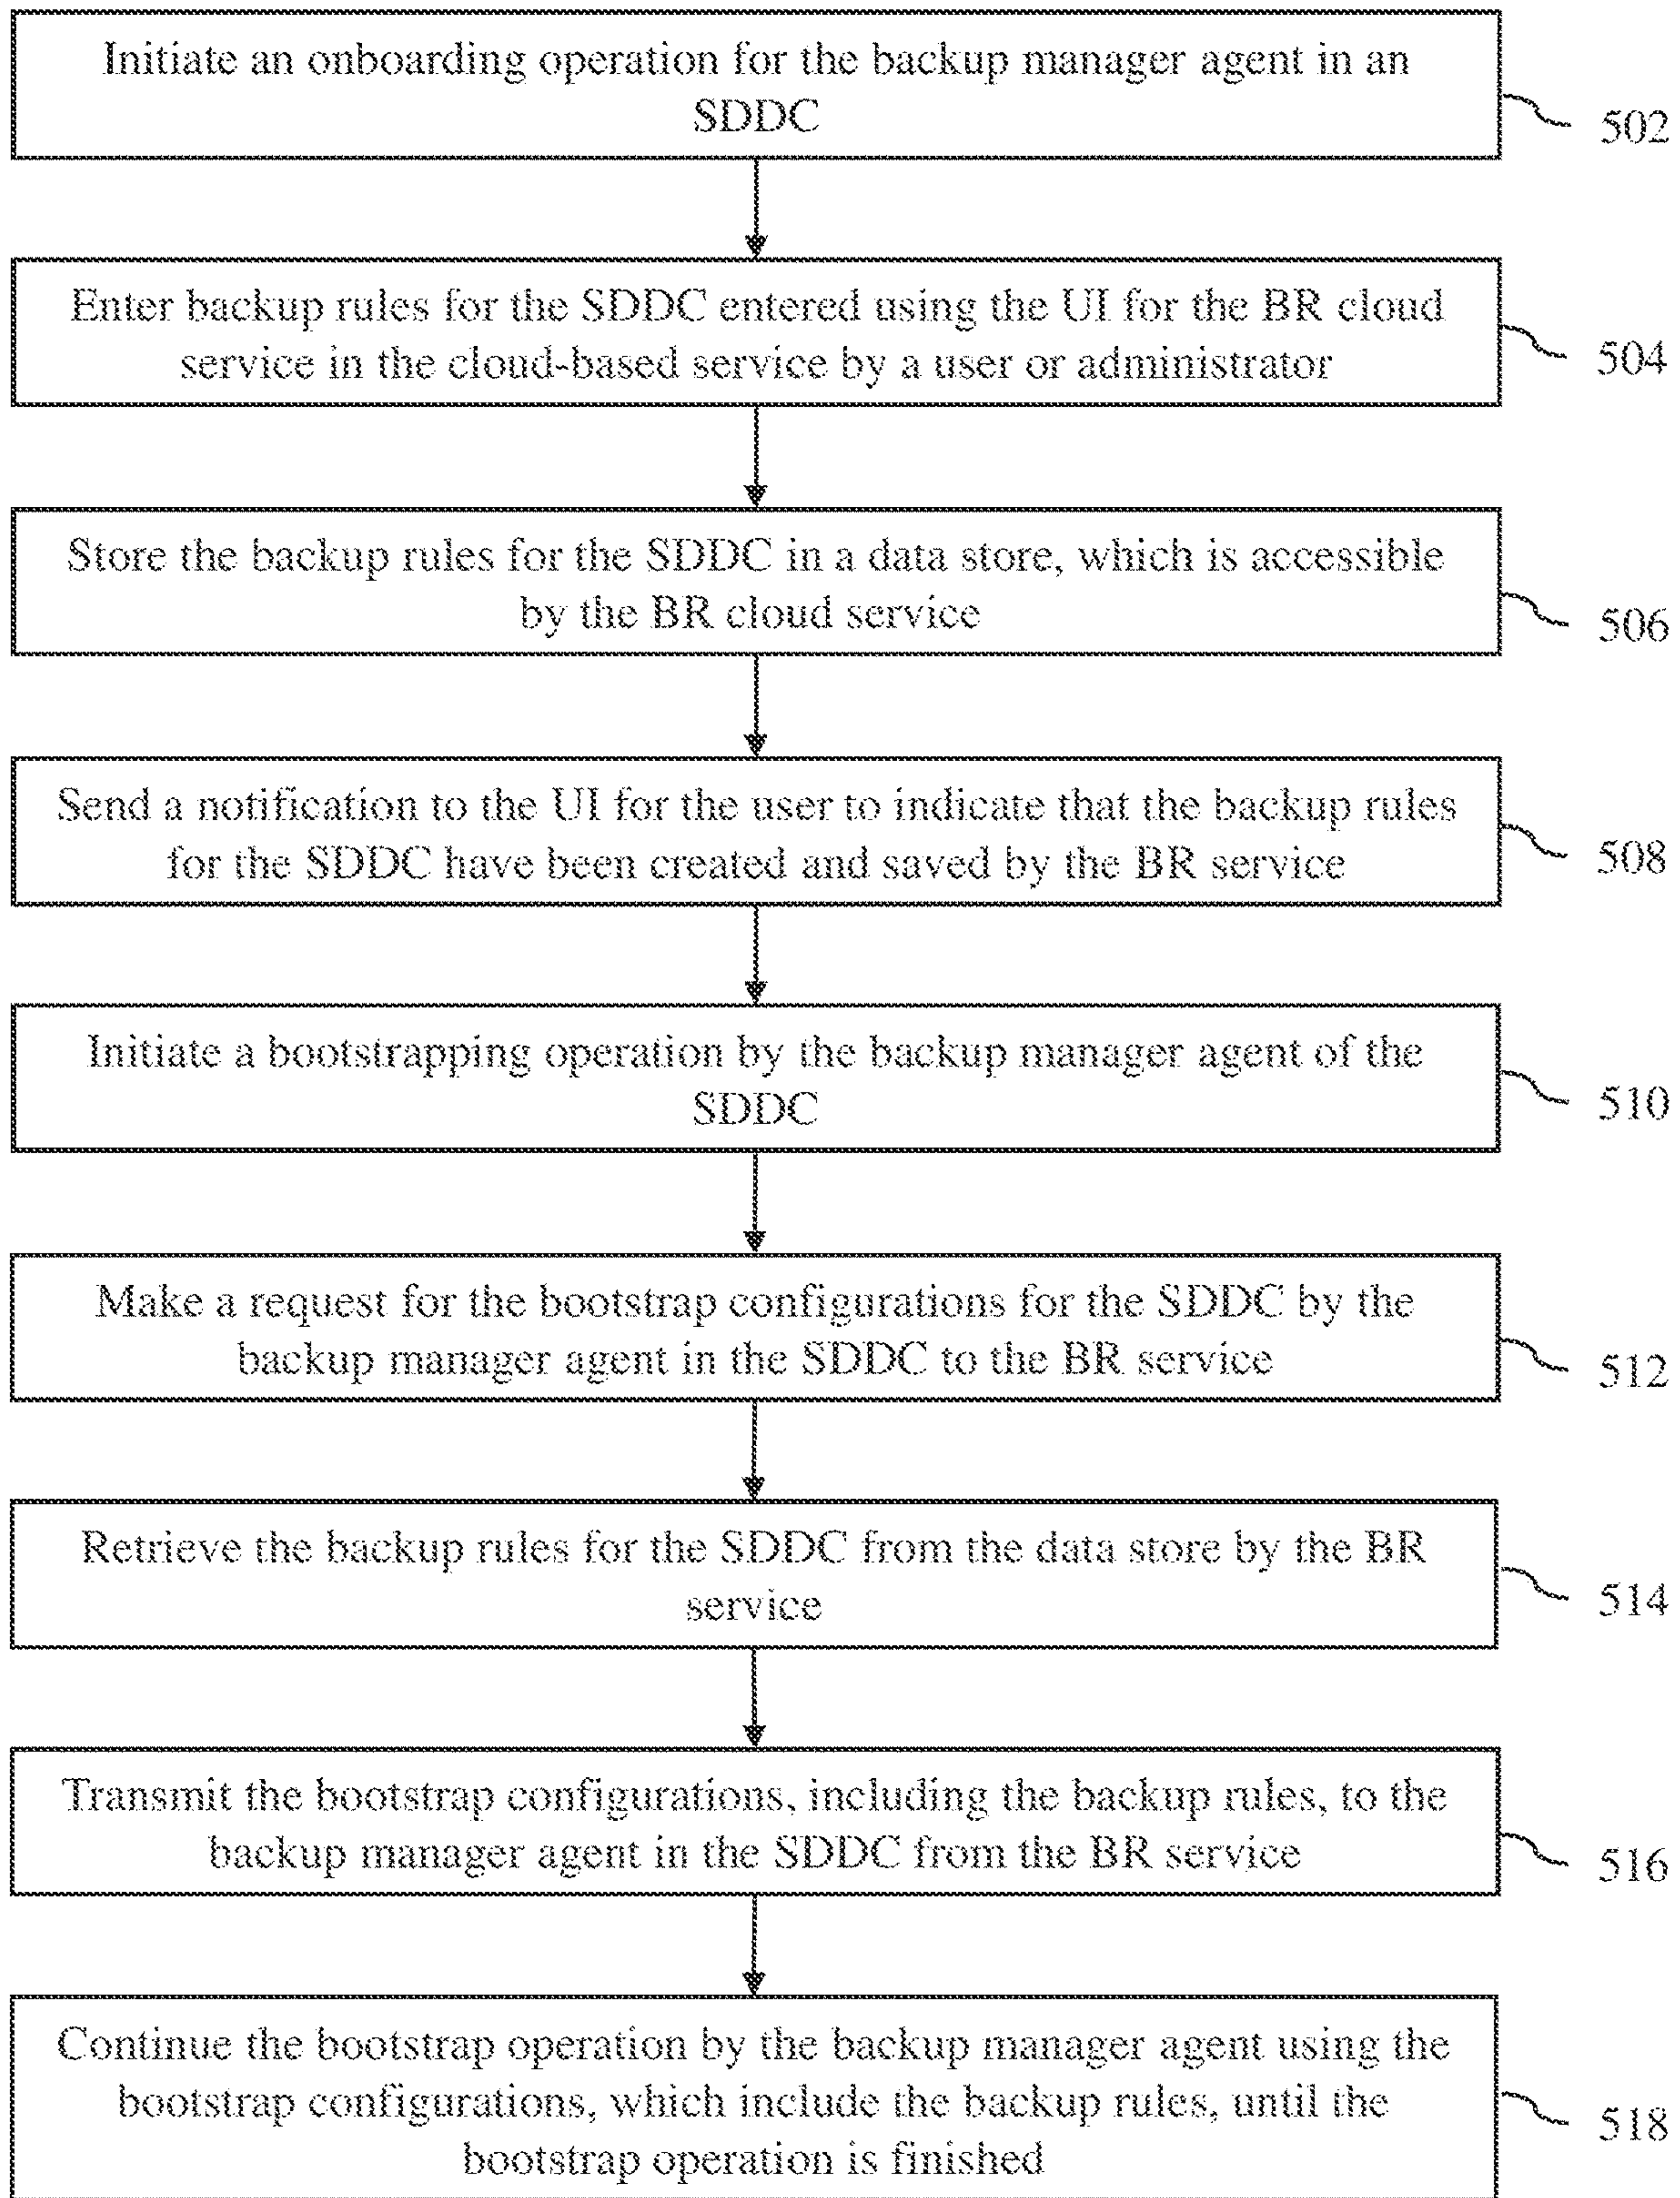 Initiate an onboarding operation for the backup manager agent in an
SDDC
502
Enter backup rules for the SDDC entered using the UI for the BR cloud
service in the cloud-based service by a user or administrator
504
Store the backup rules for the SDDC in a data store, which is accessible
by the BR cloud service
506
Send a notification to the UI for the user to indicate that the backup rules
for the SDDC have been created and saved by the BR service
508
Initiate a bootstrapping operation by the backup manager agent of the
SDDC
510
Make a request for the bootstrap configurations for the SDDC by the
backup manager agent in the SDDC to the BR service
512
Retrieve the backup rules for the SDDC from the data store by the BR
service
514
Transmit the bootstrap configurations, including the backup rules, to the
backup manager agent in the SDDC from the BR service
516
Continue the bootstrap operation by the backup manager agent using the
bootstrap configurations, which include the backup rules, until the
bootstrap operation is finished
518